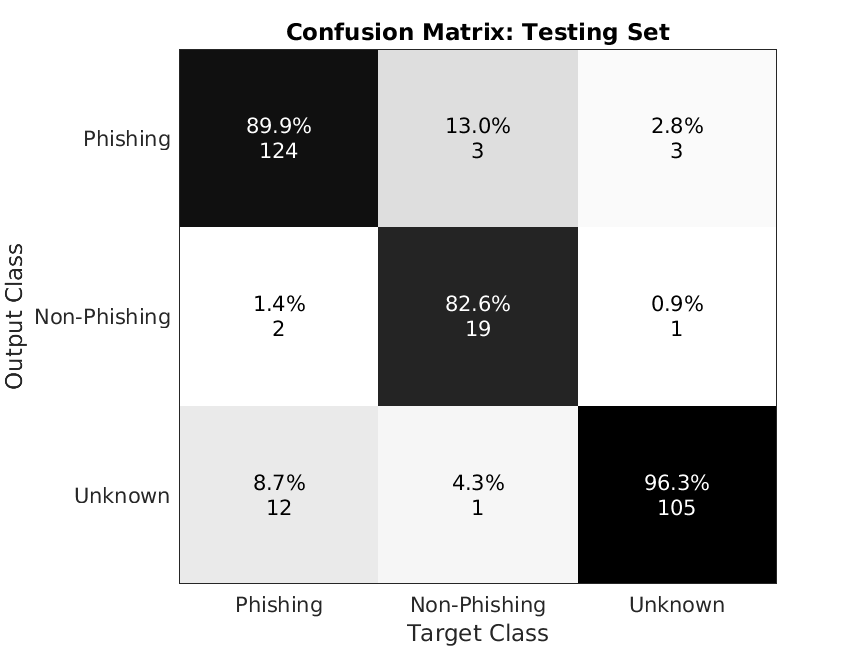 Confusion Matrix: Testing Set
Output Class
Phishing
89.9%
124
13.0%
3
2.8%
3
Non-Phishing
1.4%
2
82.6%
19
0.9%
1
Unknown
8.7%
12
4.3%
1
96.3%
105
Phishing
Non-Phishing
Unknown
Target Class